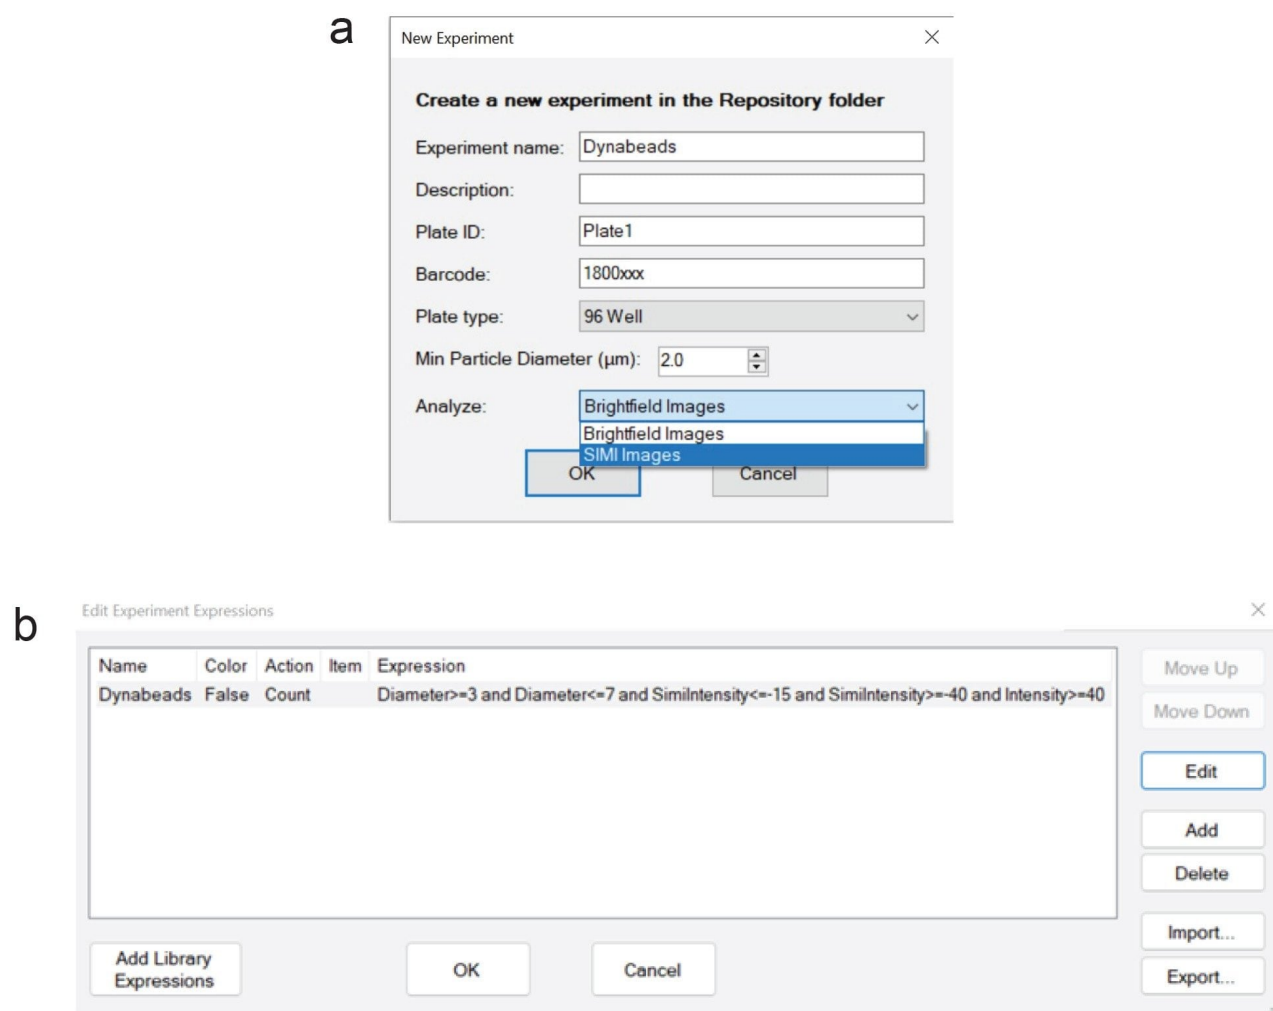 a
New Experiment
Create a new experiment in the Repository folder
Experiment name: Dynabeads
Description:
Plate ID: Plate1
Barcode: 1800xxx
Plate type: 96 Well
Min Particle Diameter (µm): 2.0
Analyze: Brightfield Images
Brightfield Images
SIMI Images
OK Cancel
b
Edit Experiment Expressions
Name Color Action Item Expression
Dynabeads False Count Diameter>=3 and Diameter<=7 and SimiIntensity<=-15 and SimiIntensity>=-40 and Intensity>=40
Move Up
Move Down
Edit
Add
Delete
Import...
Export...
Add Library
Expressions
OK
Cancel